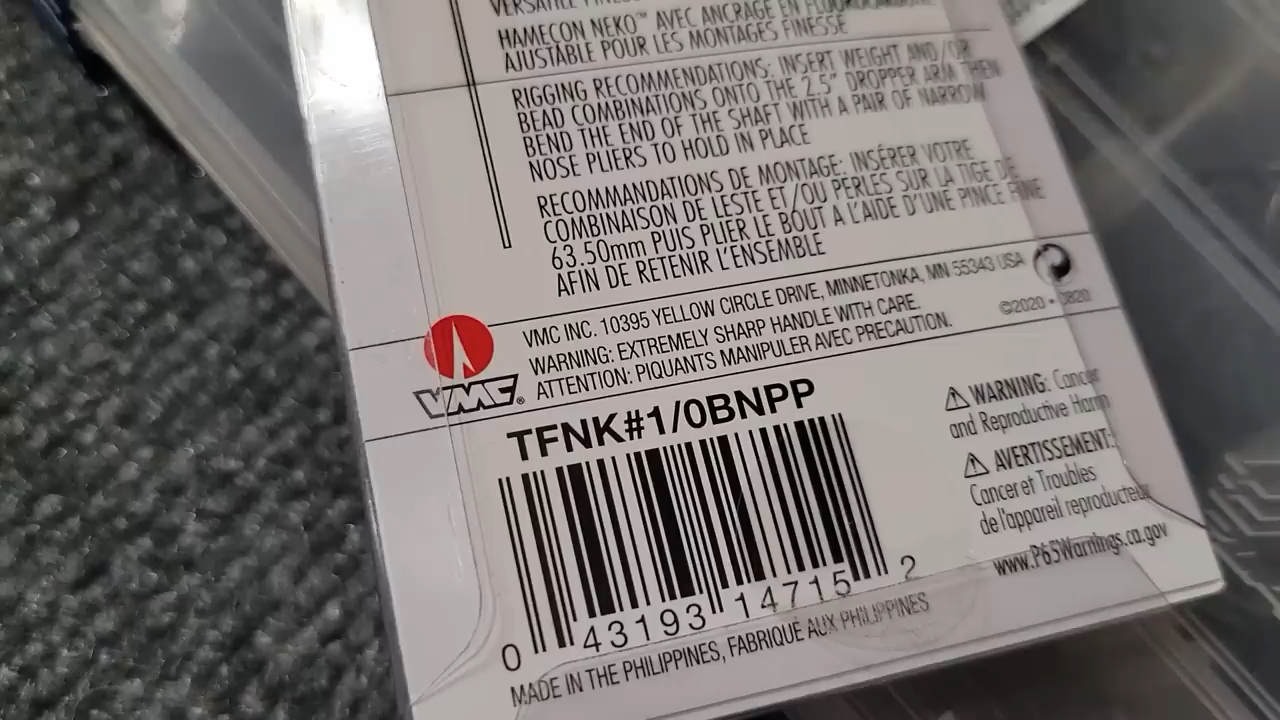 VERSATILE
HAMECON NEKO™ AVEC ANCRAGE EN FLUOROCARBONE
AJUSTABLE POUR LES MONTAGES FINESSE
RIGGING RECOMMENDATIONS: INSERT WEIGHT AND/OR
BEAD COMBINATIONS ONTO THE 2.5" DROPPER ARM THEN
BEND THE END OF THE SHAFT WITH A PAIR OF NARROW
NOSE PLIERS TO HOLD IN PLACE
RECOMMANDATIONS DE MONTAGE: INSÉRER VOTRE
COMBINAISON DE LESTE ET/OU PERLES SUR LA TIGE DE
63.50mm PUIS PLIER LE BOUT A L'AIDE D'UNE PINCE FINE
AFIN DE RETENIR L'ENSEMBLE
VMC INC. 10395 YELLOW CIRCLE DRIVE, MINNETONKA, MN 55343 USA
WARNING: EXTREMELY SHARP HANDLE WITH CARE.
ATTENTION: PIQUANTS MANIPULER AVEC PRECAUTION.
©2020 • 0820
VMC®
TFNK#1/0BNPP
0 43193 14715 2
MADE IN THE PHILIPPINES, FABRIQUÉ AUX PHILIPPINES
⚠ WARNING: Cancer
and Reproductive Harm
⚠ AVERTISSEMENT:
Cancer et Troubles
de l'appareil reproducteur
www.P65Warnings.ca.gov